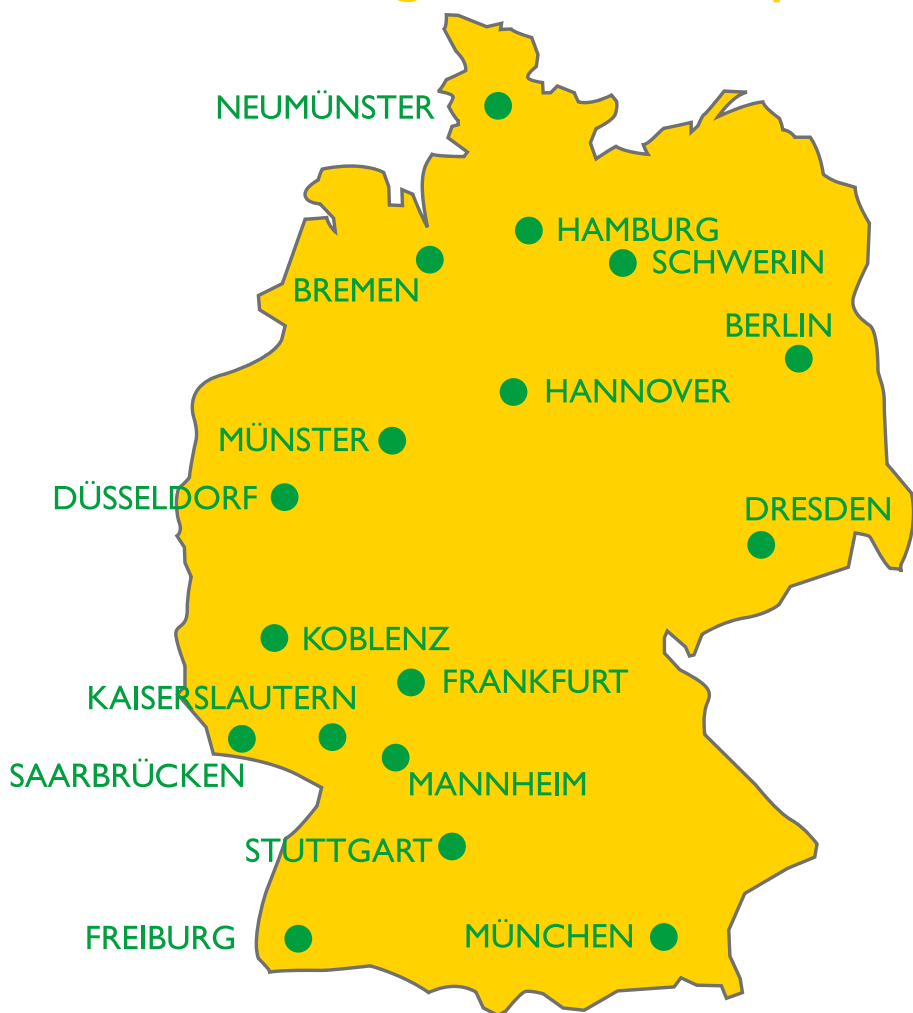 NEUMÜNSTER
HAMBURG
SCHWERIN
BREMEN
BERLIN
HANNOVER
MÜNSTER
DÜSSELDORF
DRESDEN
KOBLENZ
FRANKFURT
KAISERSLAUTERN
SAARBRÜCKEN
MANNHEIM
STUTTGART
FREIBURG
MÜNCHEN